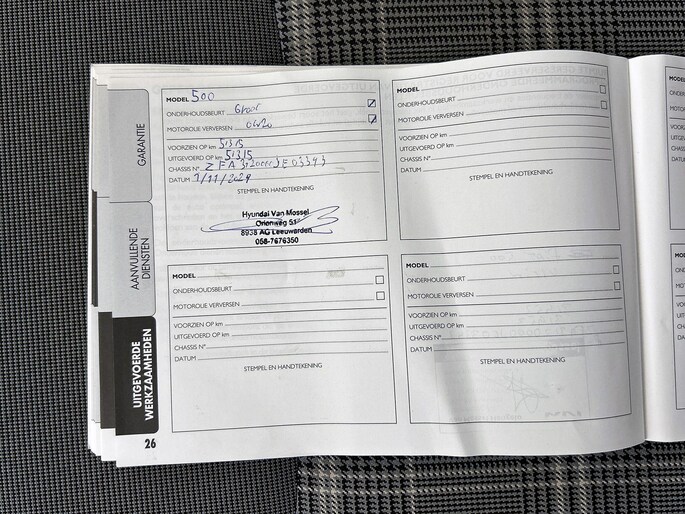 GARANTIE
AANVULLENDE
DIENSTEN
UITGEVOERDE
WERKZAAMHEDEN
26
MODEL 500
ONDERHOUDSBEURT Groot
MOTOROLIE VERVERSEN 0W20
VOORZIEN OP km 51315
UITGEVOERD OP km 51315
CHASSIS N° ZFA
DATUM 1/11/2024
STEMPEL EN HANDTEKENING
Hyundai Van Mossel
Orionweg 51
8938 AG Leeuwarden
058-7676350
MODEL
ONDERHOUDSBEURT
MOTOROLIE VERVERSEN
VOORZIEN OP km
UITGEVOERD OP km
CHASSIS N°
DATUM
STEMPEL EN HANDTEKENING
MODEL
ONDERHOUDSBEURT
MOTOROLIE VERVERSEN
VOORZIEN OP km
UITGEVOERD OP km
CHASSIS N°
DATUM
STEMPEL EN HANDTEKENING
MODEL
ONDERHOUDSBEURT
MOTOROLIE VERVERSEN
VOORZIEN OP km
UITGEVOERD OP km
CHASSIS N°
DATUM
STEMPEL EN HANDTEKENING